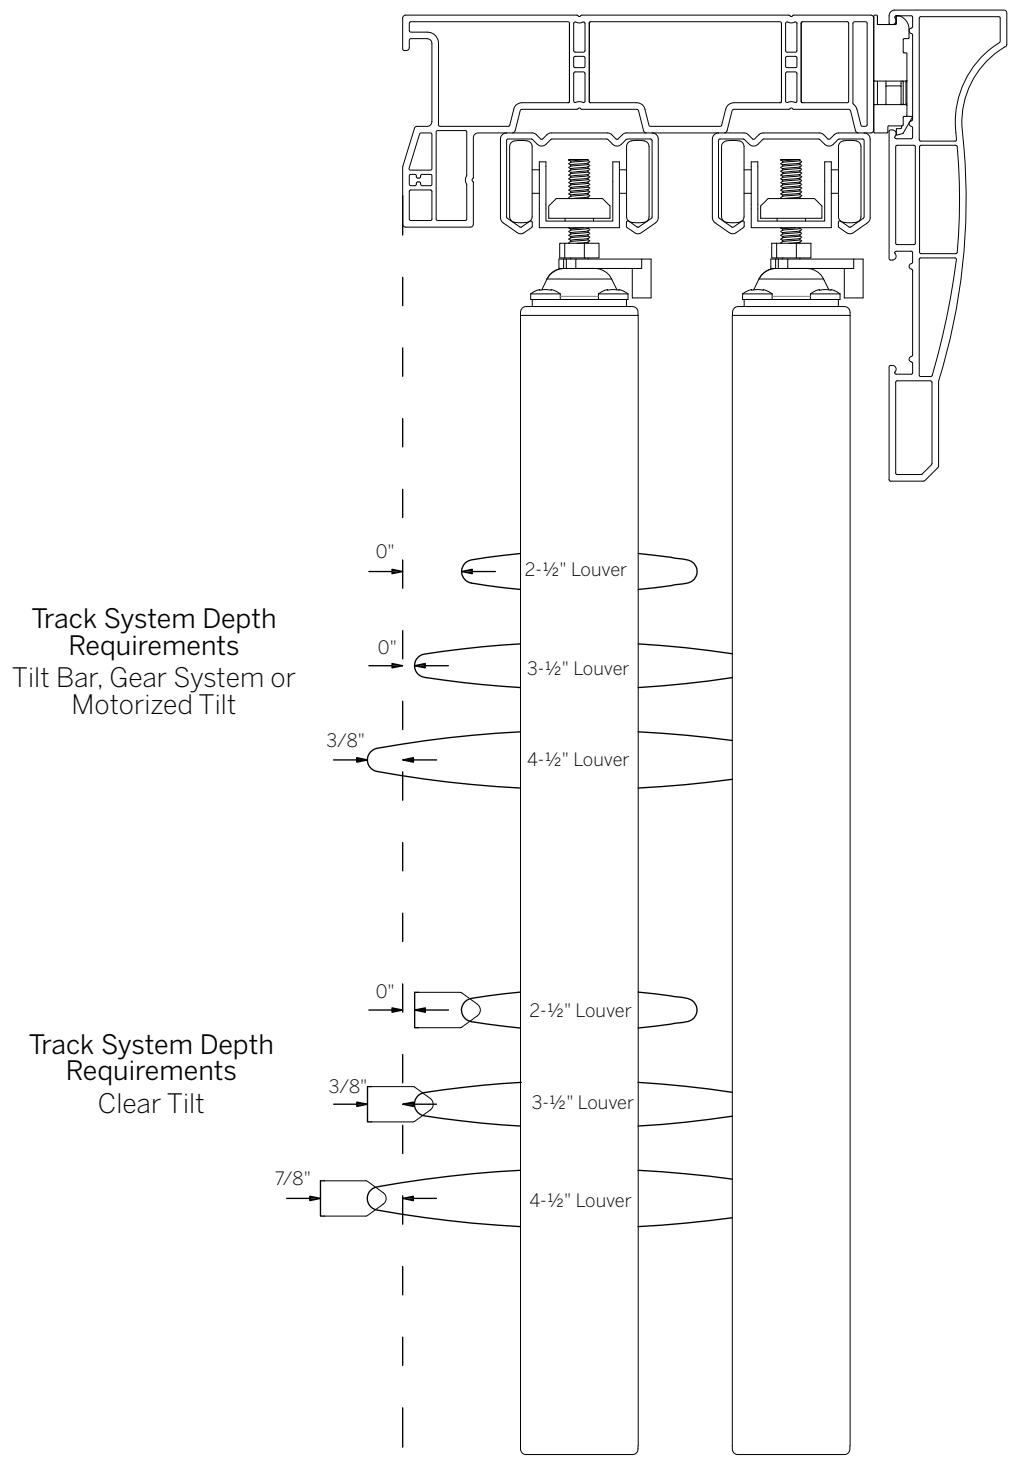 0"
2-½" Louver
Track System Depth
Requirements
Tilt Bar, Gear System or
Motorized Tilt
0"
3-½" Louver
3/8"
4-½" Louver
0"
2-½" Louver
Track System Depth
Requirements
Clear Tilt
3/8"
3-½" Louver
7/8"
4-½" Louver